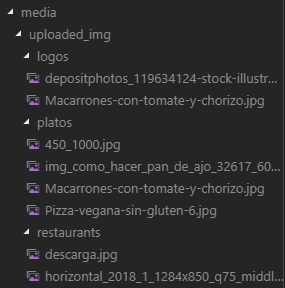 media
uploaded_img
logos
depositphotos_119634124-stock-illustr...
Macarrones-con-tomate-y-chorizo.jpg
platos
450_1000.jpg
img_como_hacer_pan_de_ajo_32617_60...
Macarrones-con-tomate-y-chorizo.jpg
Pizza-vegana-sin-gluten-6.jpg
restaurants
descarga.jpg
horizontal_2018_1_1284x850_q75_middl...